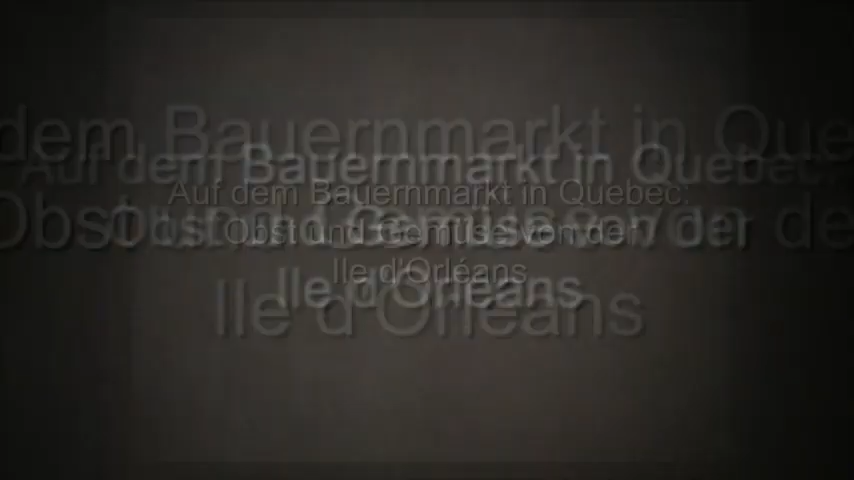 Auf dem Bauernmarkt in Quebec:
Obst und Gemüse von der
Ile d'Orléans